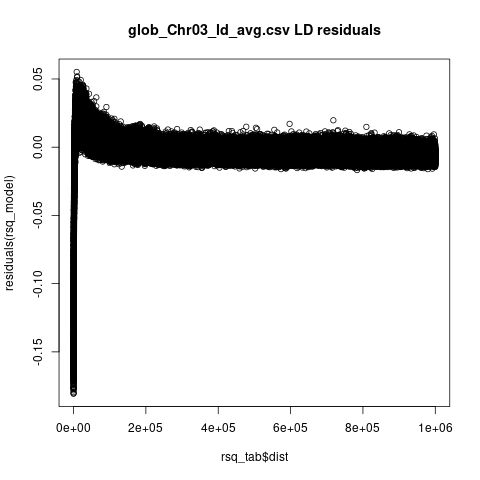 glob_Chr03_ld_avg.csv LD residuals
0.05
0.00
-0.05
-0.10
-0.15
residuals(rsq_model)
0e+00 2e+05 4e+05 6e+05 8e+05 1e+06
rsq_tab$dist